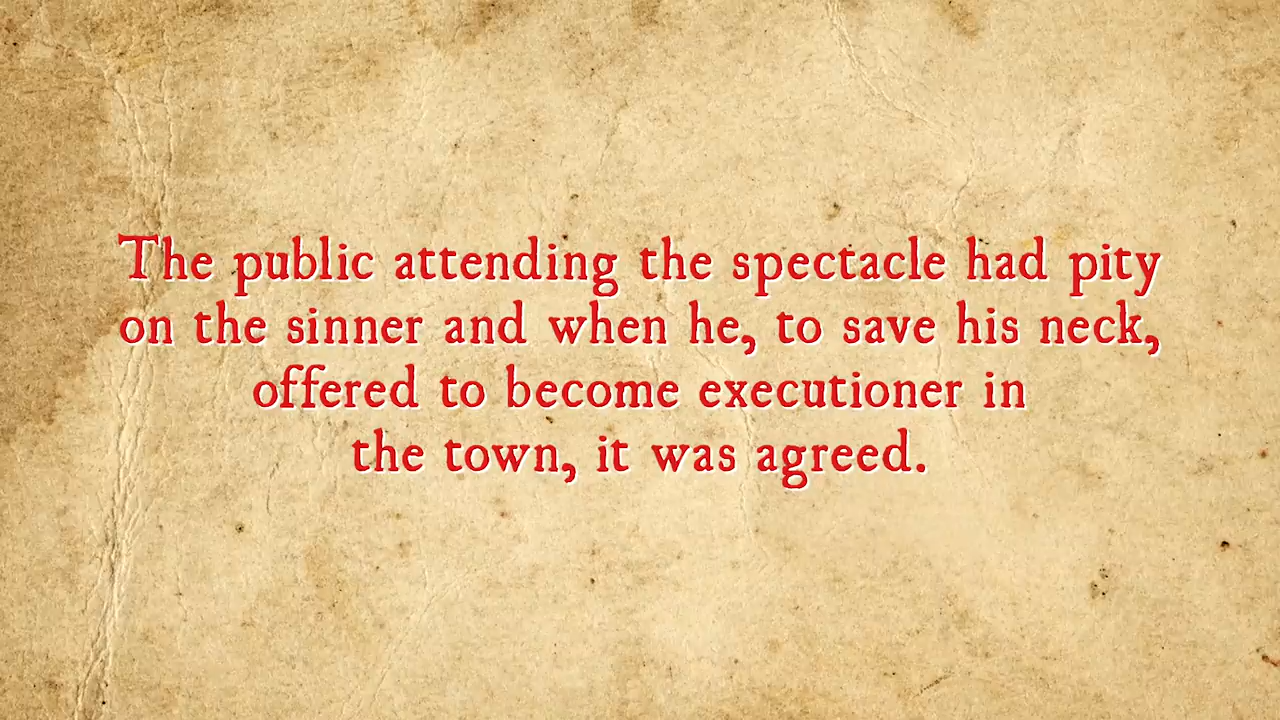 The public attending the spectacle had pity
on the sinner and when he, to save his neck,
offered to become executioner in
the town, it was agreed.